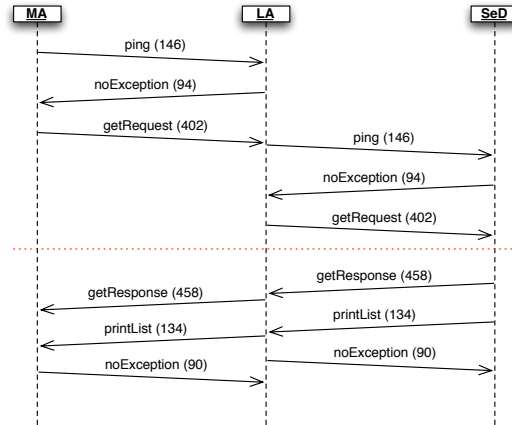 MA LA SeD
ping (146)
noException (94)
getRequest (402)
ping (146)
noException (94)
getRequest (402)
getResponse (458)
getResponse (458)
printList (134)
printList (134)
noException (90)
noException (90)